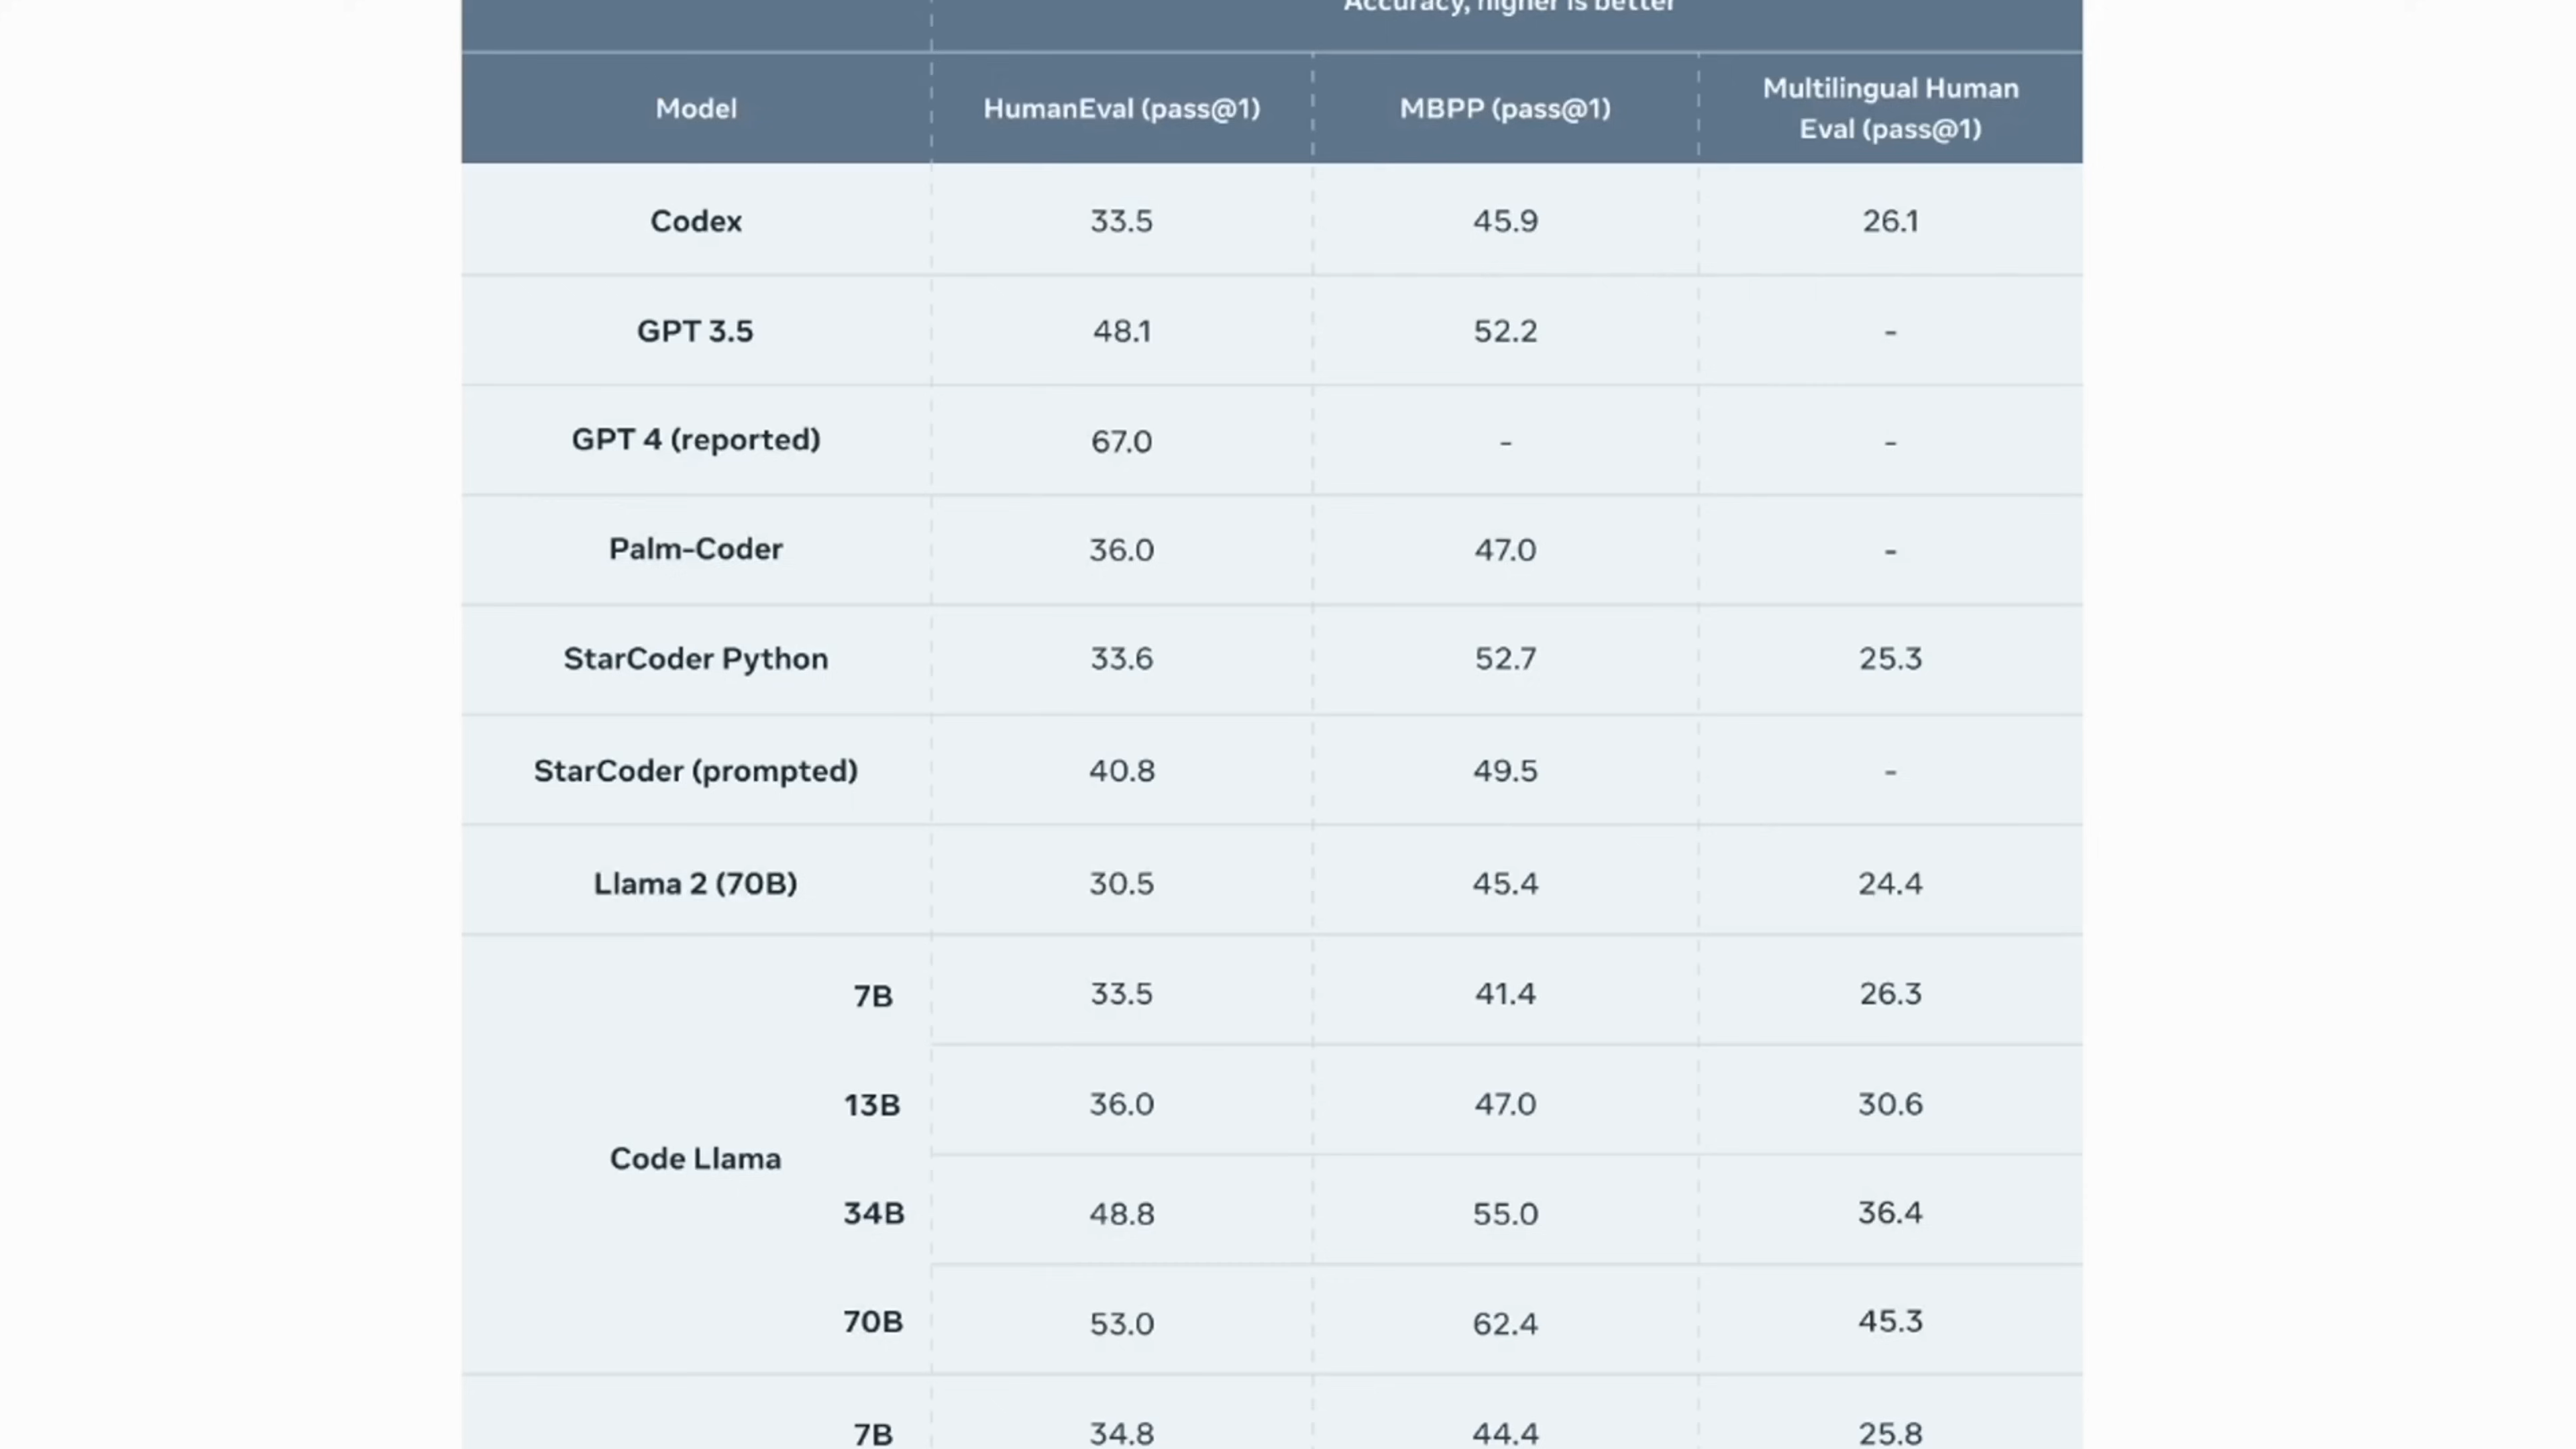 Accuracy, higher is better
Model HumanEval (pass@1) MBPP (pass@1) Multilingual Human Eval (pass@1)
Codex 33.5 45.9 26.1
GPT 3.5 48.1 52.2 -
GPT 4 (reported) 67.0 - -
Palm-Coder 36.0 47.0 -
StarCoder Python 33.6 52.7 25.3
StarCoder (prompted) 40.8 49.5 -
Llama 2 (70B) 30.5 45.4 24.4
Code Llama
7B 33.5 41.4 26.3
13B 36.0 47.0 30.6
34B 48.8 55.0 36.4
70B 53.0 62.4 45.3
7B 34.8 44.4 25.8